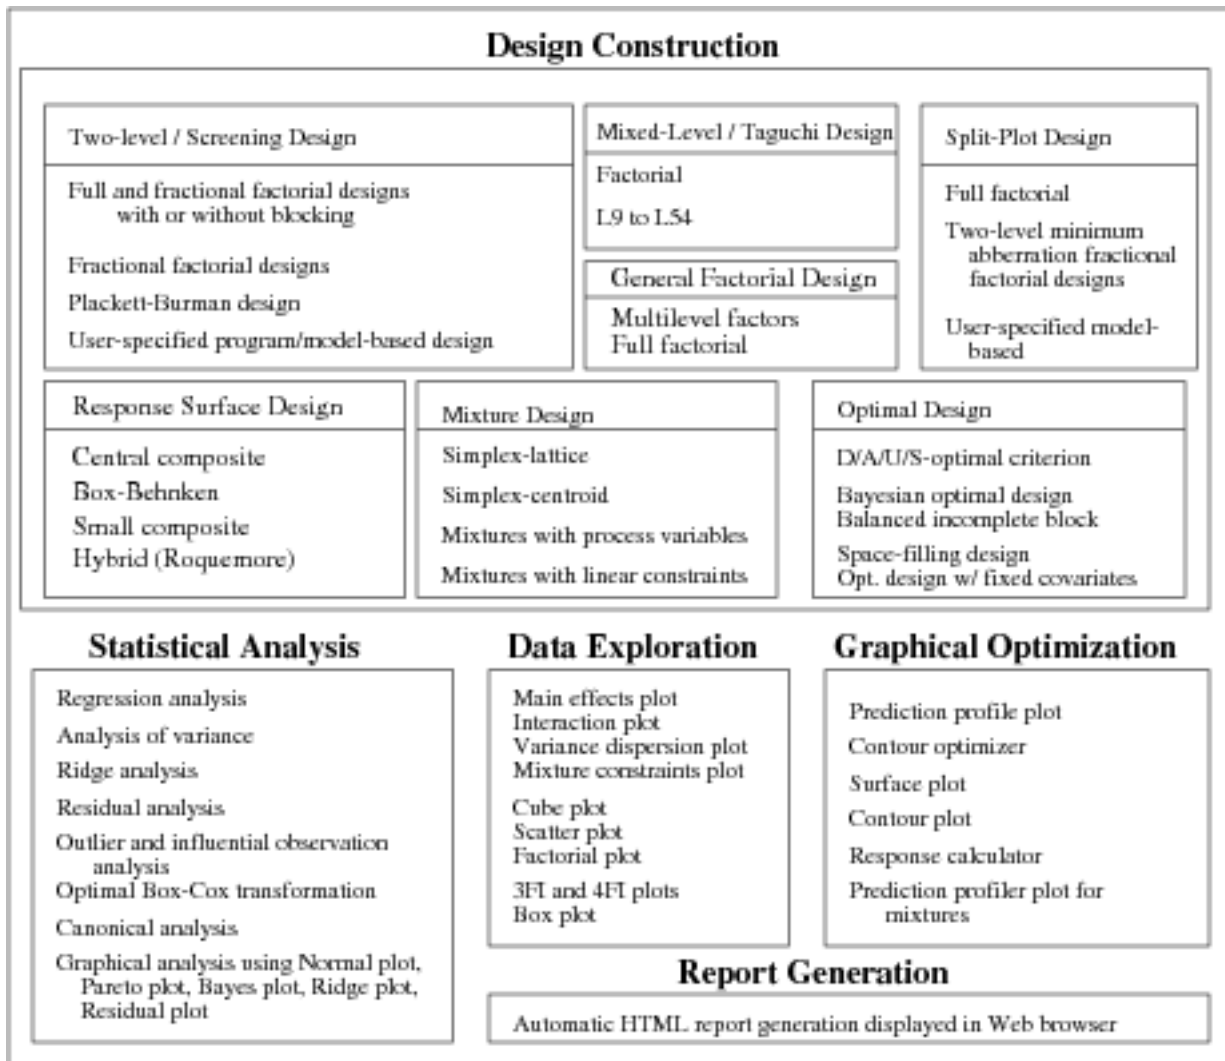 Design Construction
Two-level / Screening Design
Full and fractional factorial designs
with or without blocking
Fractional factorial designs
Plackett-Burman design
User-specified program/model-based design
Mixed-Level / Taguchi Design
Factorial
L9 to L54
General Factorial Design
Multilevel factors
Full factorial
Split-Plot Design
Full factorial
Two-level minimum
abberration fractional
factorial designs
User-specified model-
based
Response Surface Design
Central composite
Box-Behnken
Small composite
Hybrid (Roquemore)
Mixture Design
Simplex-lattice
Simplex-centroid
Mixtures with process variables
Mixtures with linear constraints
Optimal Design
D/A/U/S-optimal criterion
Bayesian optimal design
Balanced incomplete block
Space-filling design
Opt. design w/ fixed covariates
Statistical Analysis
Regression analysis
Analysis of variance
Ridge analysis
Residual analysis
Outlier and influential observation
analysis
Optimal Box-Cox transformation
Canonical analysis
Graphical analysis using Normal plot,
Pareto plot, Bayes plot, Ridge plot,
Residual plot
Data Exploration
Main effects plot
Interaction plot
Variance dispersion plot
Mixture constraints plot
Cube plot
Scatter plot
Factorial plot
3FI and 4FI plots
Box plot
Graphical Optimization
Prediction profile plot
Contour optimizer
Surface plot
Contour plot
Response calculator
Prediction profiler plot for
mixtures
Report Generation
Automatic HTML report generation displayed in Web browser